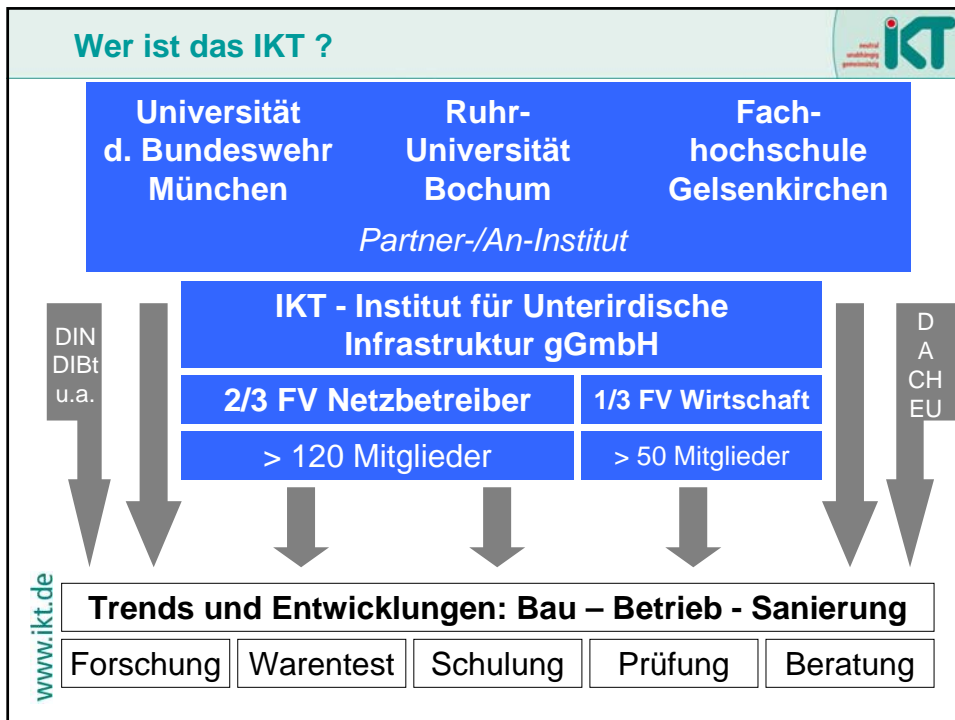 Wer ist das IKT ?
neutral
unabhängig
gemeinnützig
iKT
Universität
d. Bundeswehr
München
Ruhr-
Universität
Bochum
Fach-
hochschule
Gelsenkirchen
Partner-/An-Institut
IKT - Institut für Unterirdische
Infrastruktur gGmbH
DIN
DIBt
u.a.
D
A
CH
EU
2/3 FV Netzbetreiber
1/3 FV Wirtschaft
> 120 Mitglieder
> 50 Mitglieder
www.ikt.de
Trends und Entwicklungen: Bau – Betrieb - Sanierung
Forschung
Warentest
Schulung
Prüfung
Beratung